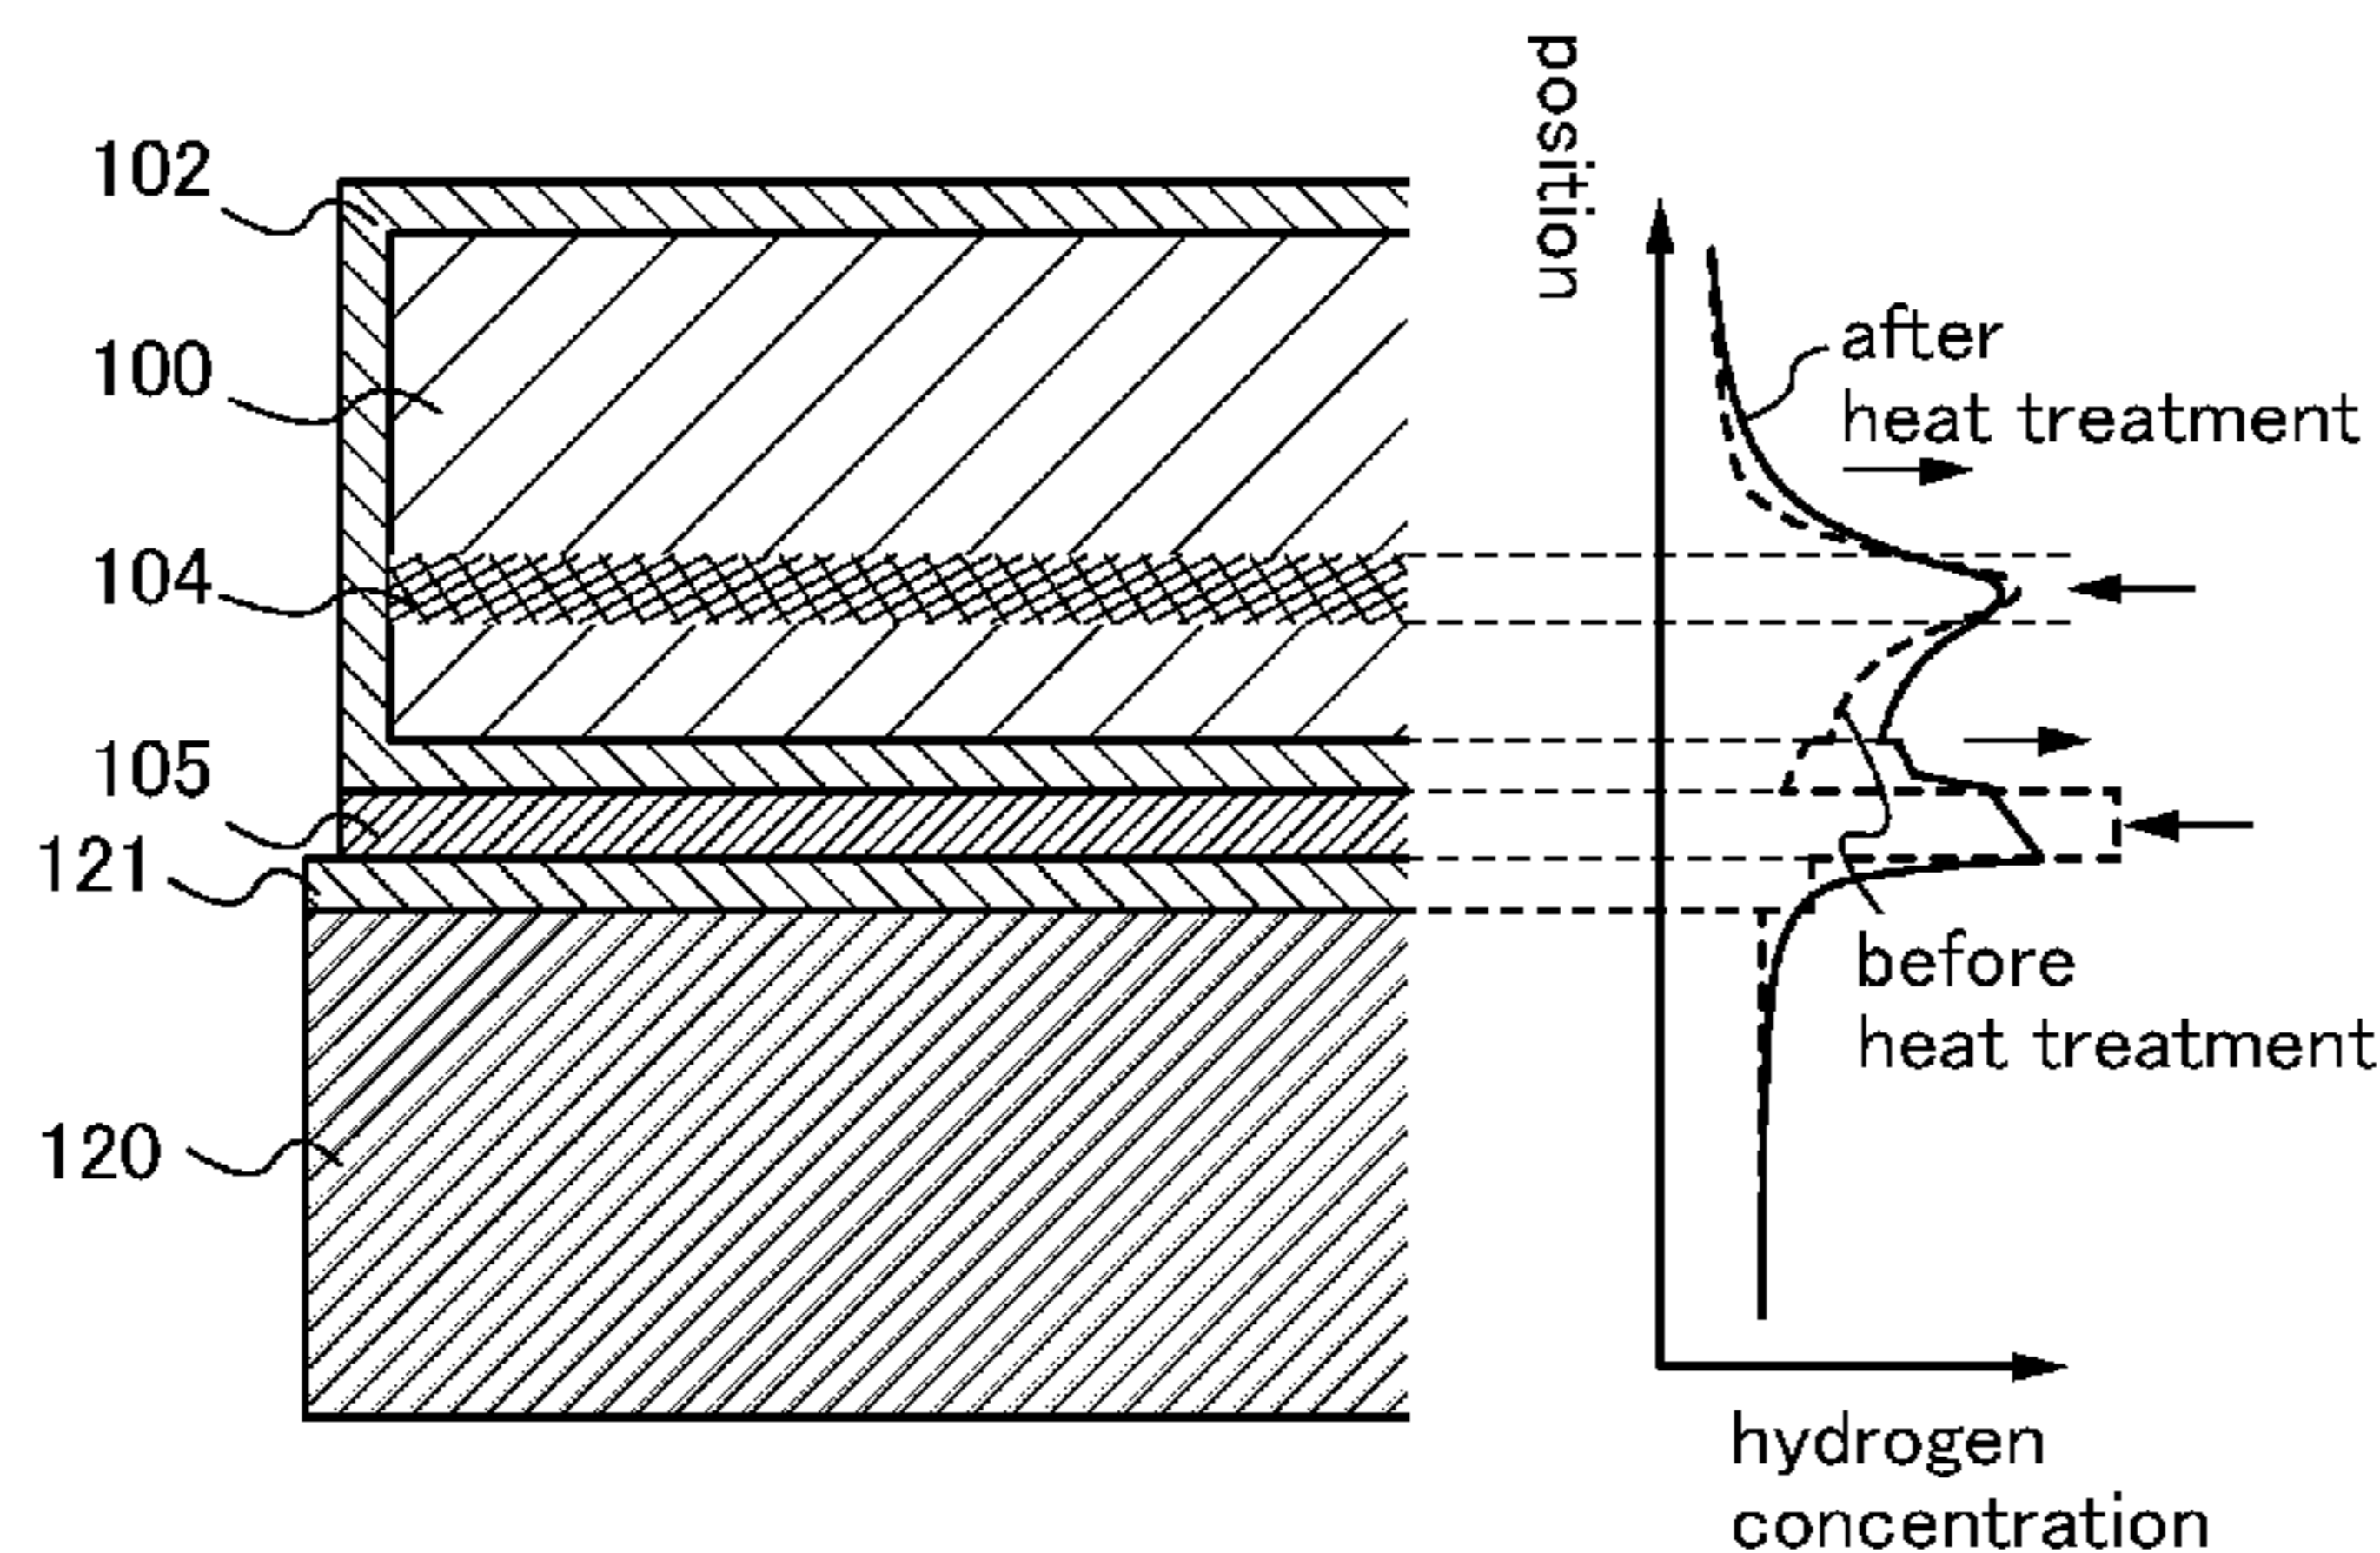 102
100
104
105
121
120
position
after
heat treatment
before
heat treatment
hydrogen
concentration